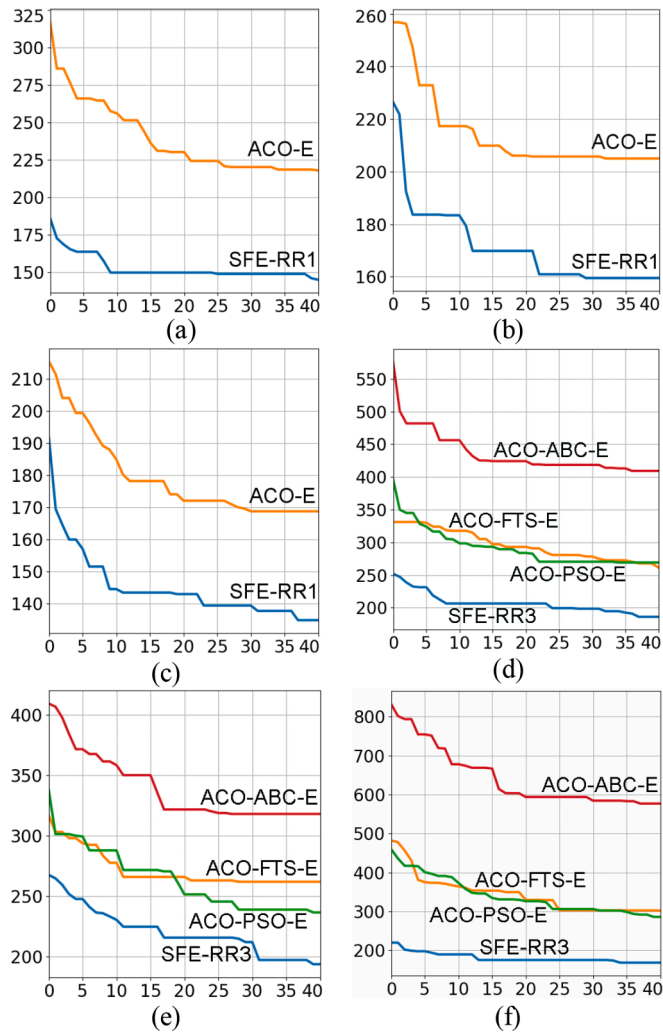 325
300
275
250
225
200
175
150
ACO-E
SFE-RR1
0 5 10 15 20 25 30 35 40
(a)
260
240
220
200
180
160
ACO-E
SFE-RR1
0 5 10 15 20 25 30 35 40
(b)
210
200
190
180
170
160
150
140
ACO-E
SFE-RR1
0 5 10 15 20 25 30 35 40
(c)
550
500
450
400
350
300
250
200
ACO-ABC-E
ACO-FTS-E
ACO-PSO-E
SFE-RR3
0 5 10 15 20 25 30 35 40
(d)
400
350
300
250
200
ACO-ABC-E
ACO-FTS-E
ACO-PSO-E
SFE-RR3
0 5 10 15 20 25 30 35 40
(e)
800
700
600
500
400
300
200
ACO-ABC-E
ACO-FTS-E
ACO-PSO-E
SFE-RR3
0 5 10 15 20 25 30 35 40
(f)